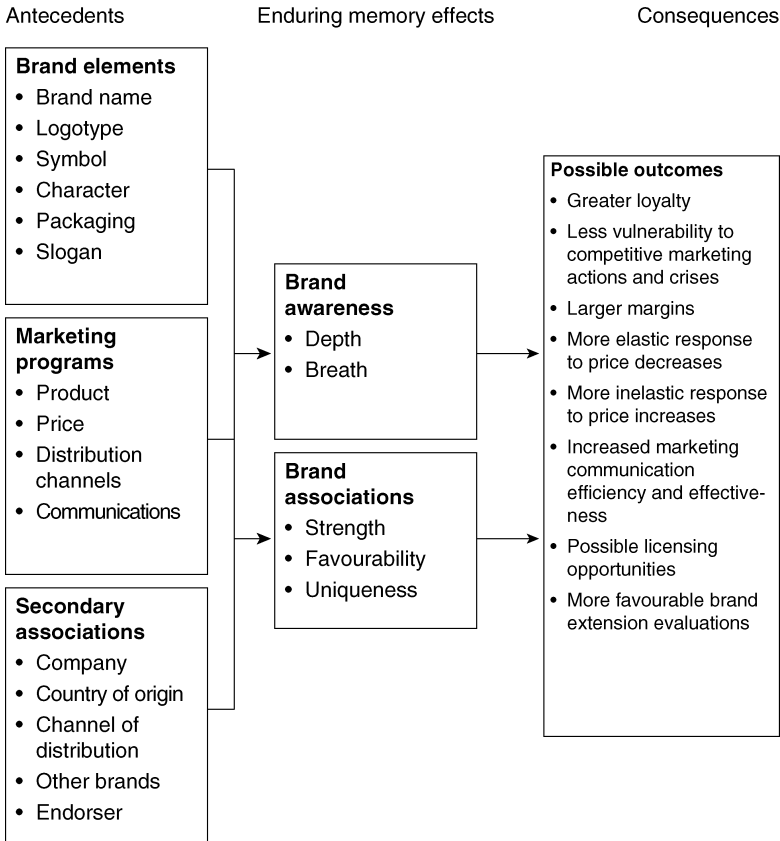 Antecedents
Enduring memory effects
Consequences
Brand elements
• Brand name
• Logotype
• Symbol
• Character
• Packaging
• Slogan
Marketing
programs
• Product
• Price
• Distribution
channels
• Communications
Secondary
associations
• Company
• Country of origin
• Channel of
distribution
• Other brands
• Endorser
Brand
awareness
• Depth
• Breath
Brand
associations
• Strength
• Favourability
• Uniqueness
Possible outcomes
• Greater loyalty
• Less vulnerability to
competitive marketing
actions and crises
• Larger margins
• More elastic response
to price decreases
• More inelastic response
to price increases
• Increased marketing
communication
efficiency and effective-
ness
• Possible licensing
opportunities
• More favourable brand
extension evaluations